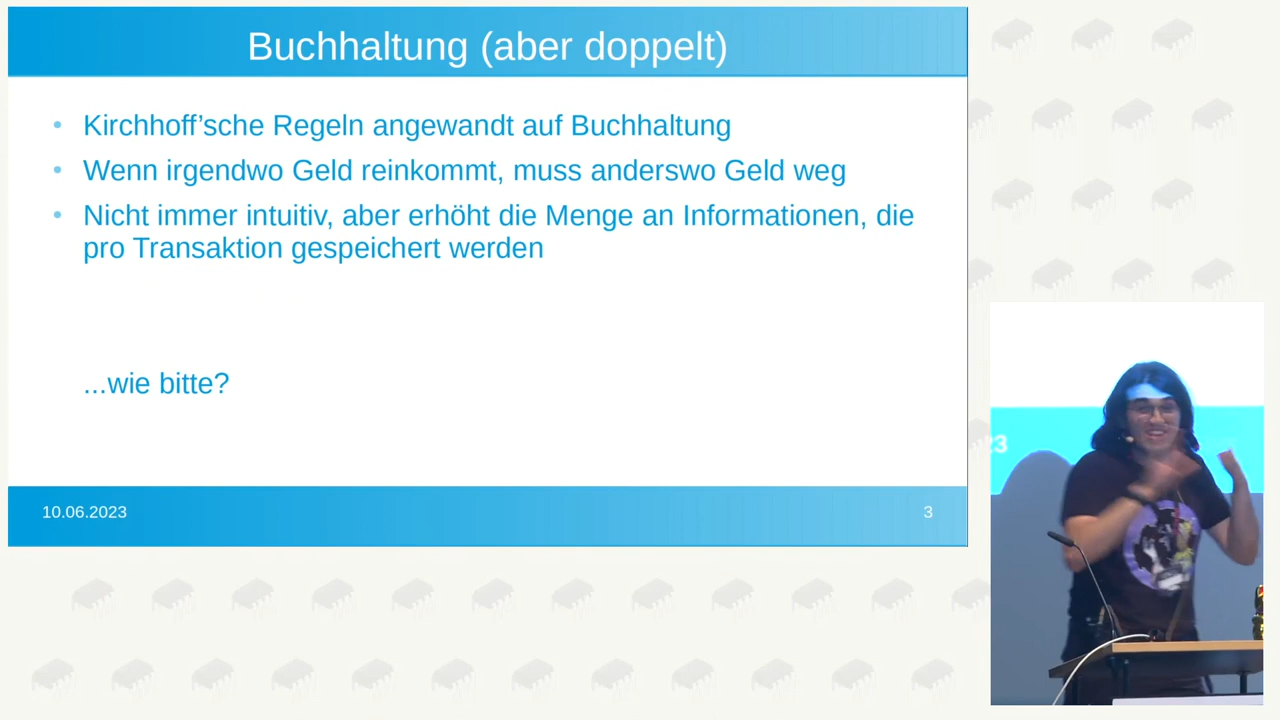 Buchhaltung (aber doppelt)
Kirchhoff’sche Regeln angewandt auf Buchhaltung
Wenn irgendwo Geld reinkommt, muss anderswo Geld weg
Nicht immer intuitiv, aber erhöht die Menge an Informationen, die
pro Transaktion gespeichert werden
...wie bitte?
10.06.2023
3
23